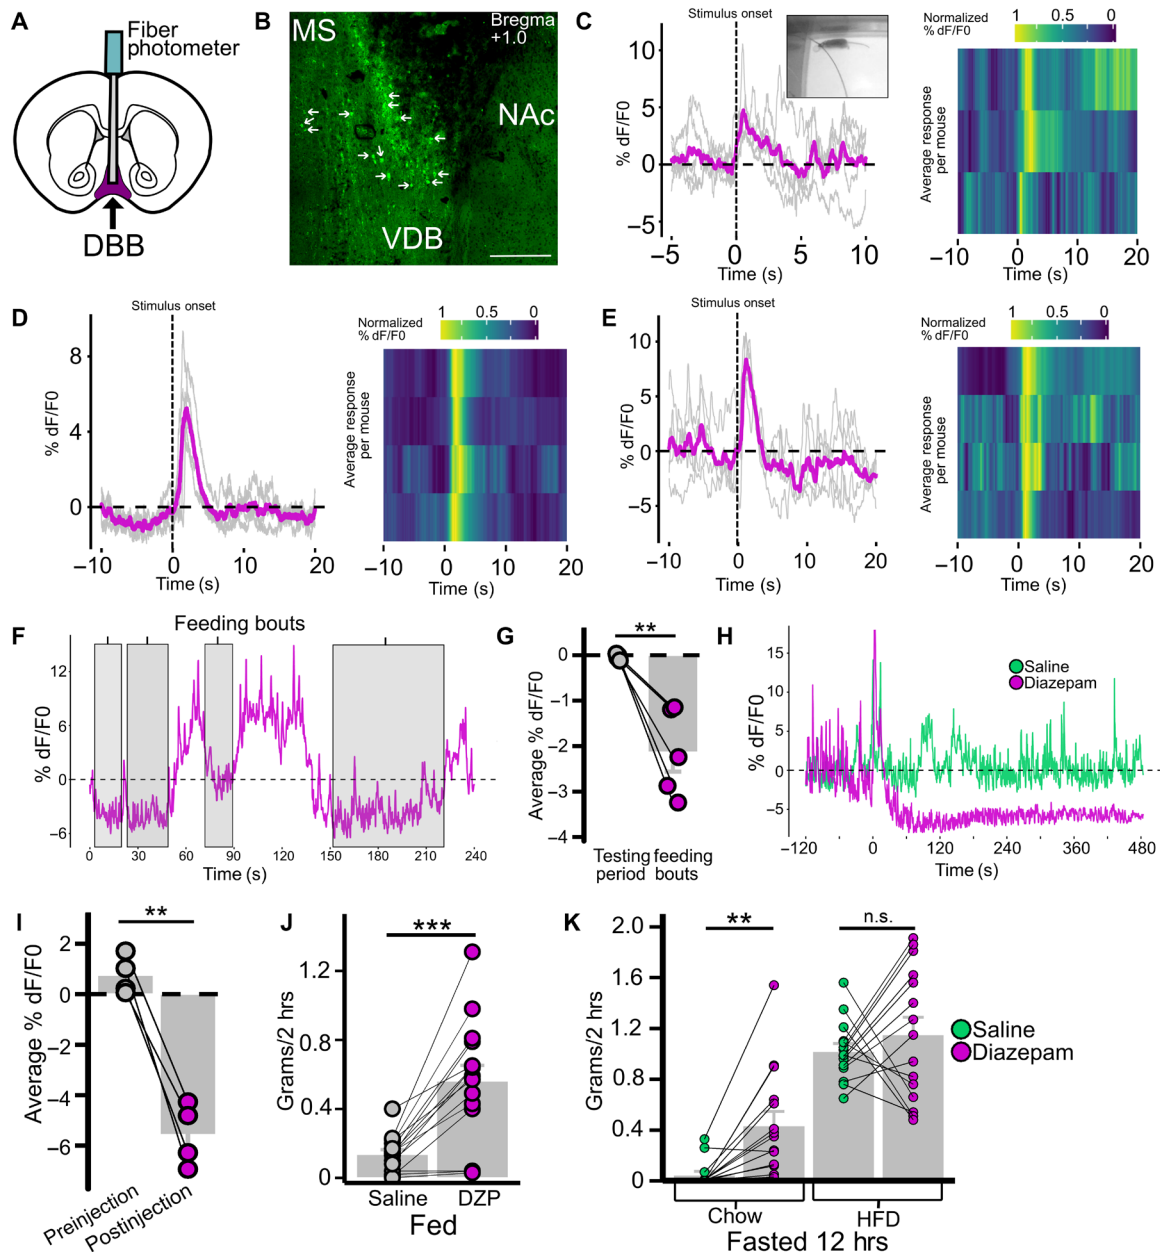 A
Fiber
photometer
DBB
B
MS
Bregma
+1.0
NAc
VDB
C
Stimulus onset
% dF/F0
10
5
0
−5
−5
0
5
10
Time (s)
Normalized
% dF/F0
1
0.5
0
Average response
per mouse
−10
0
10
20
Time (s)
D
Stimulus onset
% dF/F0
8
4
0
−10
0
10
20
Time (s)
Normalized
% dF/F0
1
0.5
0
Average response
per mouse
−10
0
10
20
Time (s)
E
Stimulus onset
% dF/F0
10
5
0
−5
−10
0
10
20
Time (s)
Normalized
% dF/F0
1
0.5
0
Average response
per mouse
−10
0
10
20
Time (s)
F
Feeding bouts
% dF/F0
12
6
0
−6
0
30
60
90
120
150
180
210
240
Time (s)
G
**
Average % dF/F0
0
−1
−2
−3
−4
Testing feeding
period bouts
H
Saline
Diazepam
% dF/F0
15
10
5
0
−5
−120
0
120
240
360
480
Time (s)
I
**
Average % dF/F0
2
0
−2
−4
−6
Preinjection
Postinjection
J
***
Grams/2 hrs
1.2
0.8
0.4
0
Saline
DZP
Fed
K
**
n.s.
Grams/2 hrs
2.0
1.6
1.2
0.8
0.4
0
Saline
Diazepam
Chow
HFD
Fasted 12 hrs